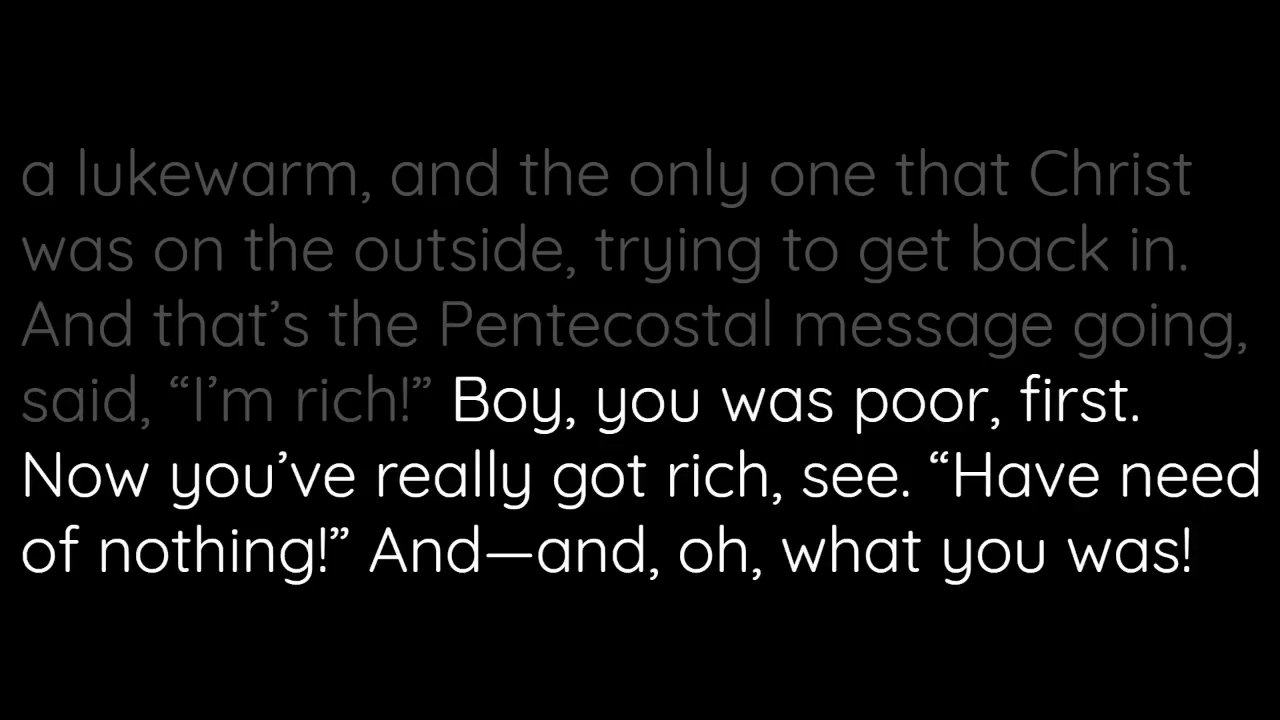 a lukewarm, and the only one that Christ
was on the outside, trying to get back in.
And that’s the Pentecostal message going,
said, “I’m rich!” Boy, you was poor, first.
Now you’ve really got rich, see. “Have need
of nothing!” And—and, oh, what you was!